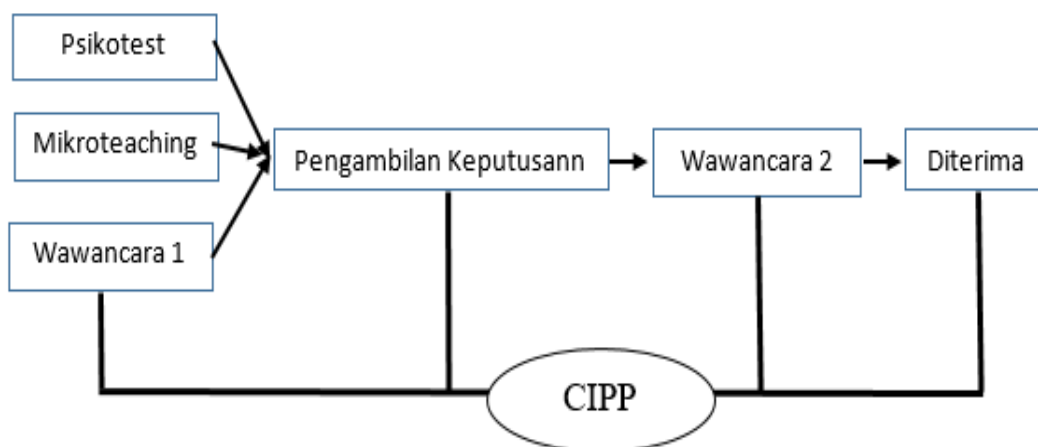 Psikotest
Mikroteaching
Wawancara 1
Pengambilan Keputusann
Wawancara 2
Diterima
CIPP